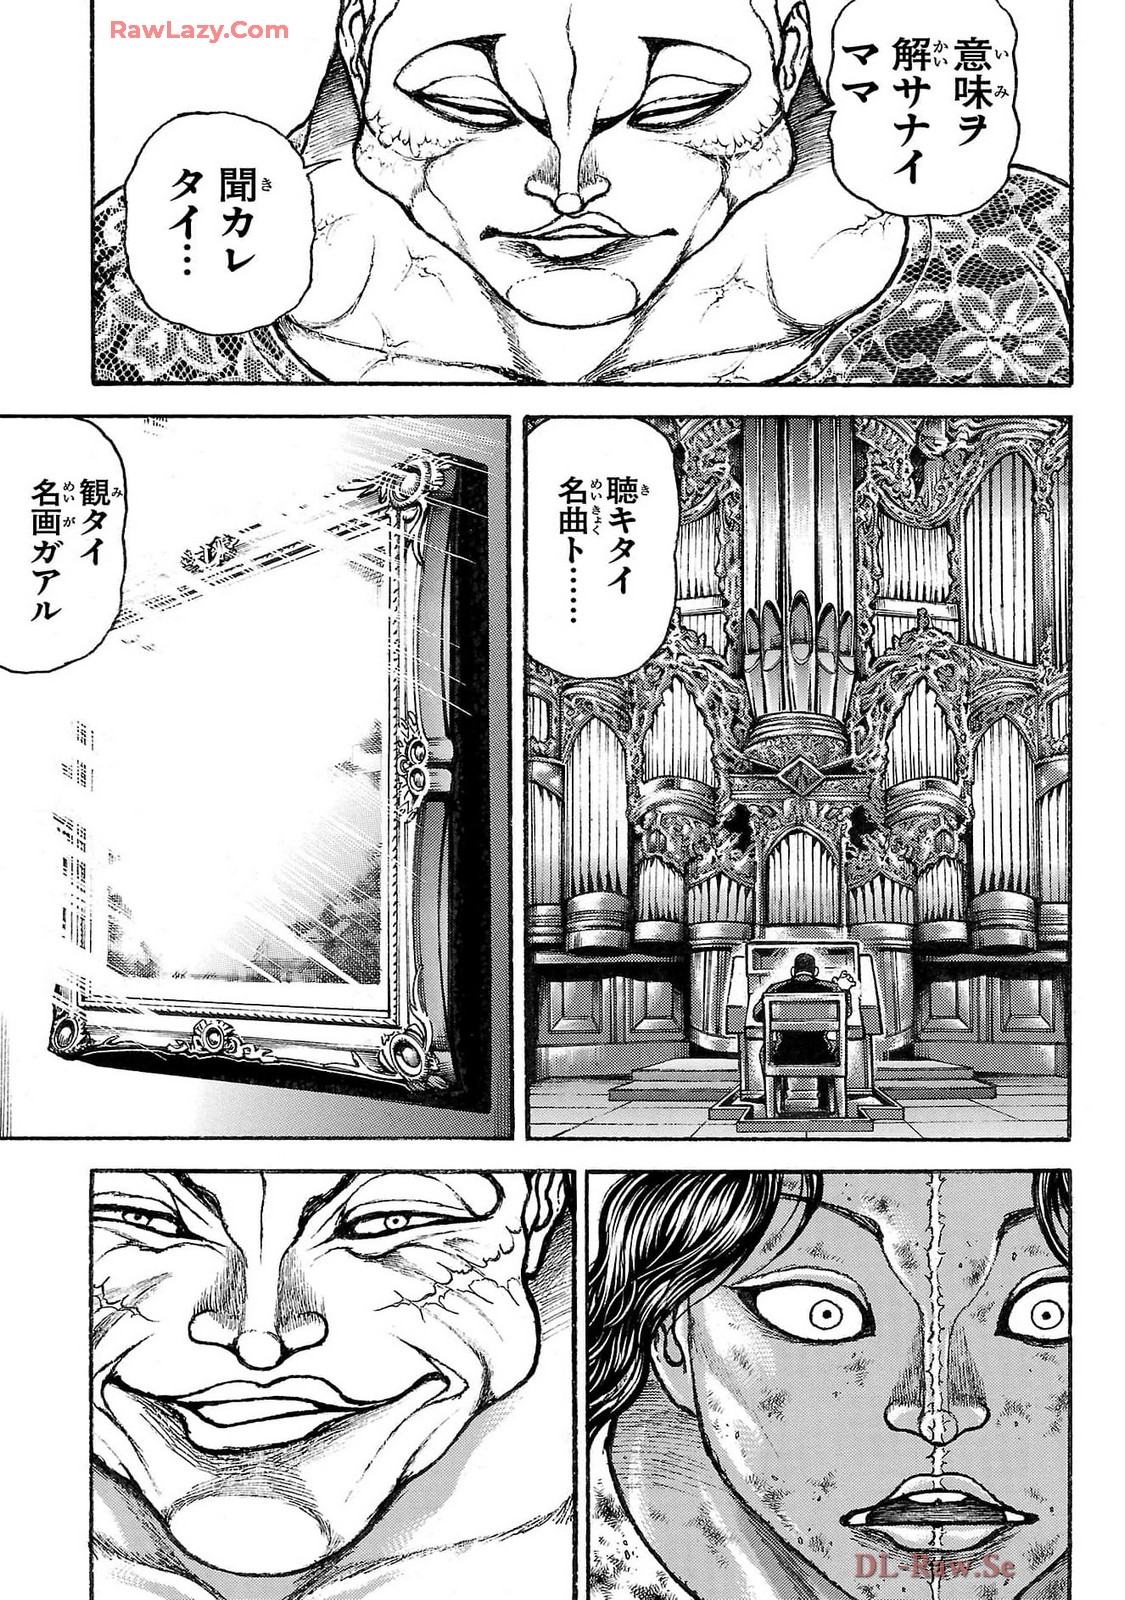 RawLazy.Com
意味ヲ
解サナイ
ママ
聞カレ
タイ…
聴キタイ
名曲ト………
観タイ
名画ガアル
DL-Raw.Se